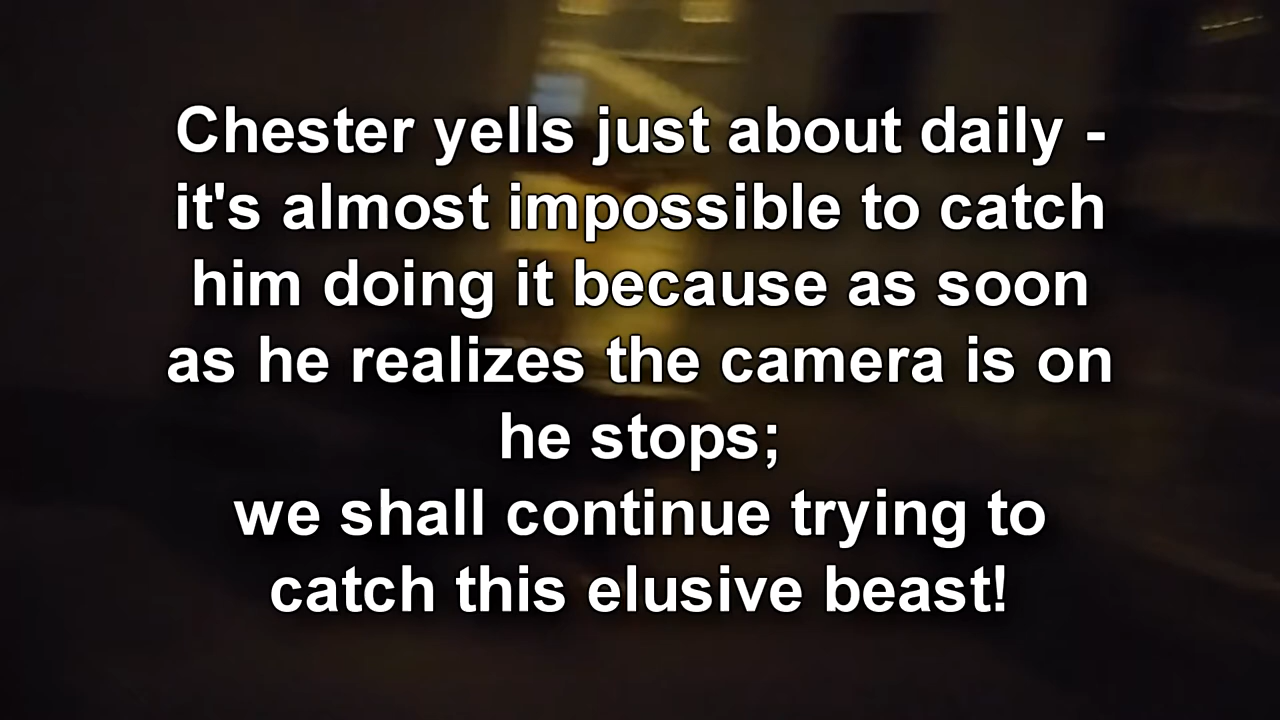 Chester yells just about daily -
it's almost impossible to catch
him doing it because as soon
as he realizes the camera is on
he stops;
we shall continue trying to
catch this elusive beast!